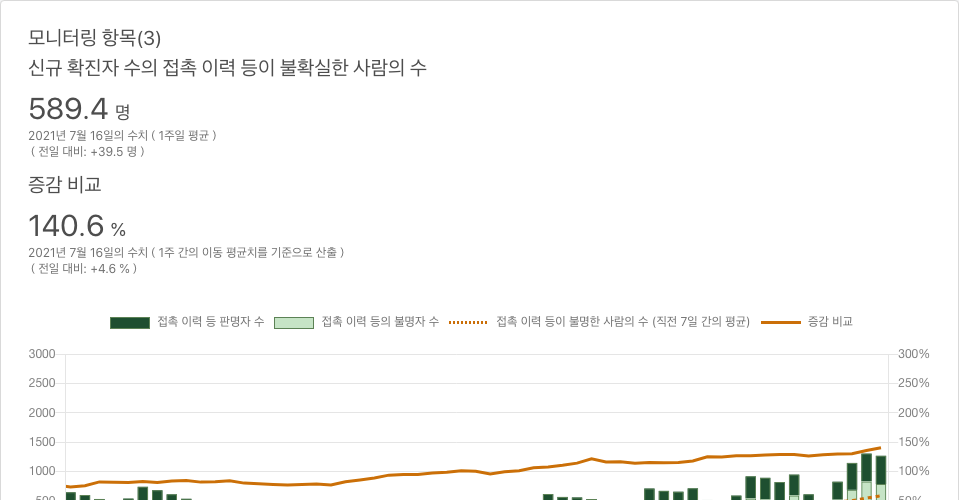 모니터링 항목(3)
신규 확진자 수의 접촉 이력 등이 불확실한 사람의 수
589.4 명
2021년 7월 16일의 수치 ( 1주일 평균 )
( 전일 대비: +39.5 명 )
증감 비교
140.6 %
2021년 7월 16일의 수치 ( 1주 간의 이동 평균치를 기준으로 산출 )
( 전일 대비: +4.6 % )
접촉 이력 등 판명자 수 접촉 이력 등의 불명자 수 접촉 이력 등이 불명한 사람의 수 (직전 7일 간의 평균) 증감 비교
3000 300%
2500 250%
2000 200%
1500 150%
1000 100%
500 50%